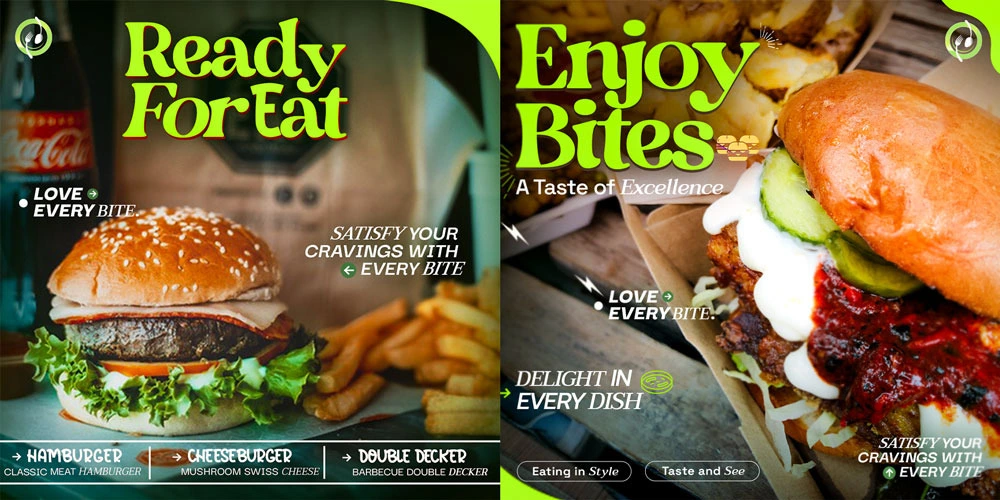 Ready
For Eat
Coca-Cola
LOVE
EVERY BITE.
SATISFY YOUR
CRAVINGS WITH
EVERY BITE
HAMBURGER
CLASSIC MEAT HAMBURGER
CHEESEBURGER
MUSHROOM SWISS CHEESE
DOUBLE DECKER
BARBECUE DOUBLE DECKER
Enjoy
Bites
A Taste of Excellence
LOVE
EVERY BITE.
DELIGHT IN
EVERY DISH
SATISFY YOUR
CRAVINGS WITH
EVERY BITE
Eating in Style
Taste and See